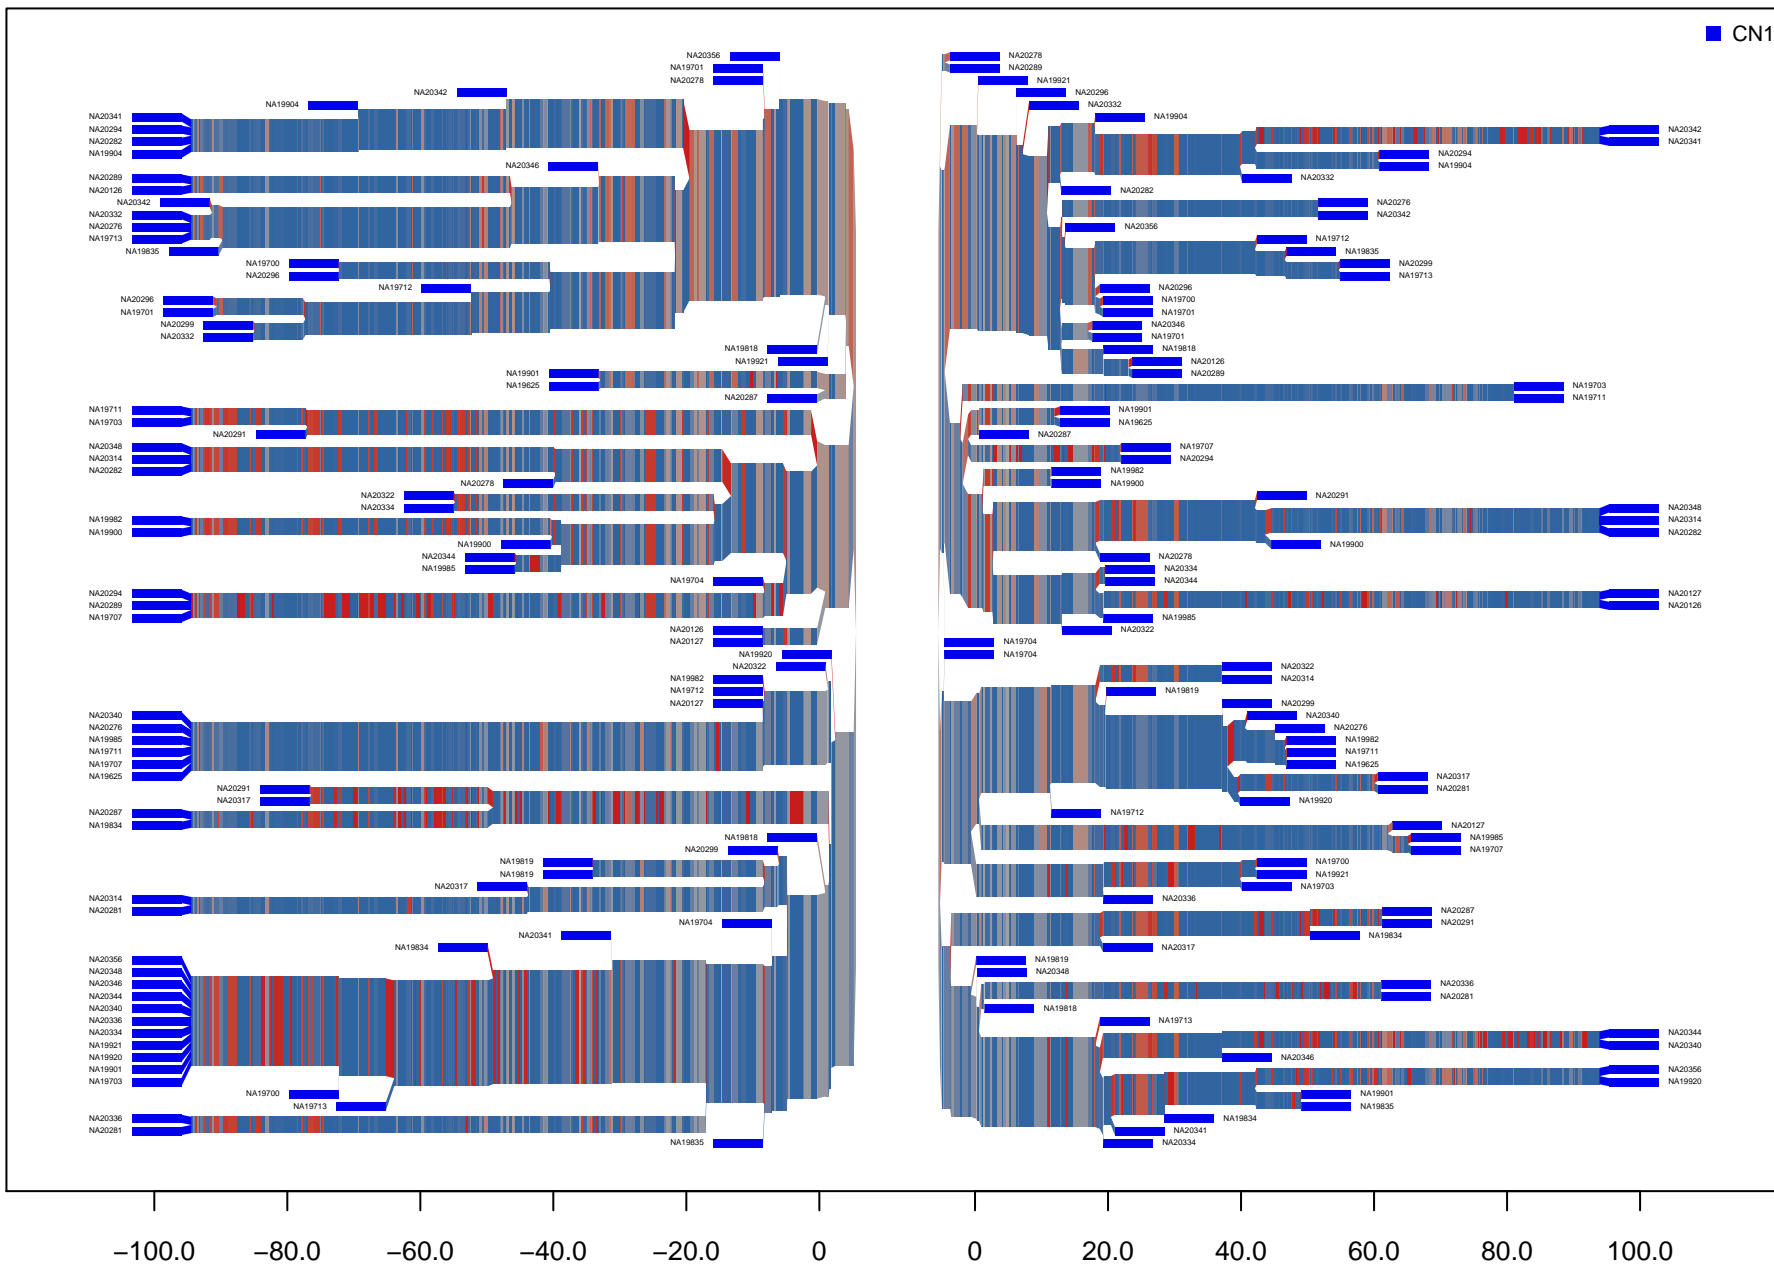 CN1
NA20356
NA19701
NA20278
NA20342
NA19904
NA20341
NA20294
NA20282
NA19904
NA20346
NA20289
NA20126
NA20342
NA20332
NA20276
NA19713
NA19835
NA19700
NA20296
NA19712
NA20296
NA19701
NA20299
NA20332
NA19818
NA19921
NA19901
NA19625
NA20287
NA19711
NA19703
NA20291
NA20348
NA20314
NA20282
NA20278
NA20322
NA20334
NA19982
NA19900
NA19900
NA20344
NA19985
NA19704
NA20294
NA20289
NA19707
NA20126
NA20127
NA19920
NA20322
NA19982
NA19712
NA20127
NA20340
NA20276
NA19985
NA19711
NA19707
NA19625
NA20291
NA20317
NA20287
NA19834
NA19818
NA20299
NA19819
NA19819
NA20317
NA20314
NA20281
NA19704
NA20341
NA19834
NA20356
NA20348
NA20346
NA20344
NA20340
NA20336
NA20334
NA19921
NA19920
NA19901
NA19703
NA19700
NA19713
NA20336
NA20281
NA19835
NA20278
NA20289
NA19921
NA20296
NA20332
NA19904
NA20342
NA20341
NA20294
NA19904
NA20332
NA20282
NA20276
NA20342
NA20356
NA19712
NA19835
NA20299
NA19713
NA20296
NA19700
NA19701
NA20346
NA19701
NA19818
NA20126
NA20289
NA19703
NA19711
NA19901
NA19625
NA20287
NA19707
NA20294
NA19982
NA19900
NA20291
NA20348
NA20314
NA20282
NA19900
NA20278
NA20334
NA20344
NA20127
NA20126
NA19985
NA20322
NA19704
NA19704
NA20322
NA20314
NA19819
NA20299
NA20340
NA20276
NA19982
NA19711
NA19625
NA20317
NA20281
NA19920
NA19712
NA20127
NA19985
NA19707
NA19700
NA19921
NA19703
NA20336
NA20287
NA20291
NA19834
NA20317
NA19819
NA20348
NA20336
NA20281
NA19818
NA19713
NA20344
NA20340
NA20346
NA20356
NA19920
NA19901
NA19835
NA19834
NA20341
NA20334
−100.0 −80.0 −60.0 −40.0 −20.0 0 0 20.0 40.0 60.0 80.0 100.0